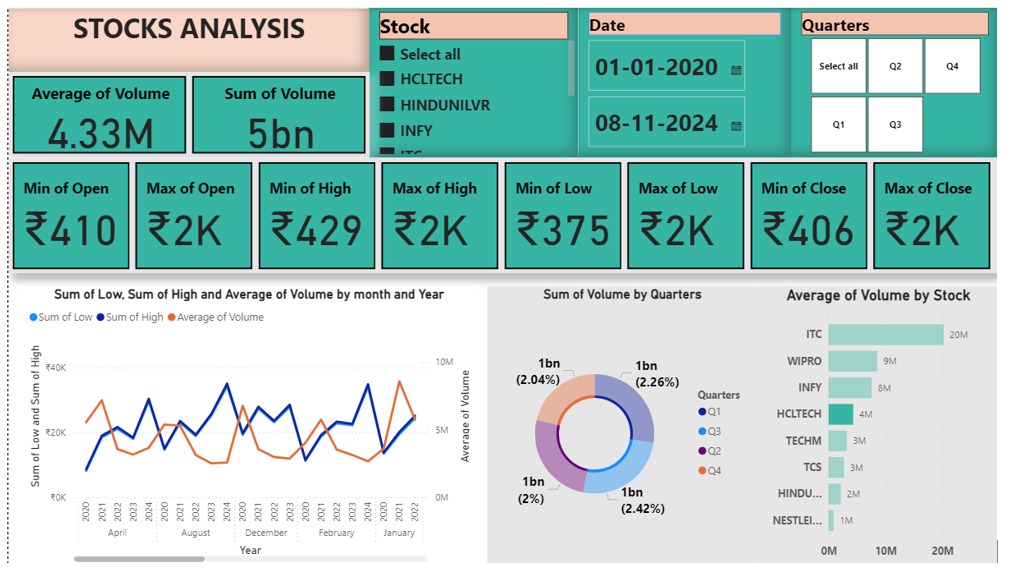 STOCKS ANALYSIS
Stock
Select all
HCLTECH
HINDUNILVR
INFY
ITC
Date
01-01-2020
08-11-2024
Quarters
Select all
Q2
Q4
Q1
Q3
Average of Volume
4.33M
Sum of Volume
5bn
Min of Open
₹410
Max of Open
₹2K
Min of High
₹429
Max of High
₹2K
Min of Low
₹375
Max of Low
₹2K
Min of Close
₹406
Max of Close
₹2K
Sum of Low, Sum of High and Average of Volume by month and Year
Sum of Low Sum of High Average of Volume
Sum of Low and Sum of High
₹40K
₹20K
₹0K
10M
5M
0M
Average of Volume
2020 2021 2022 2023 2024 2020 2021 2022 2023 2024 2020 2021 2022 2023 2020 2021 2022 2023 2024 2020 2021 2022
April August December February January
Year
Sum of Volume by Quarters
1bn
(2.04%)
1bn
(2.26%)
1bn
(2%)
1bn
(2.42%)
Quarters
Q1
Q3
Q2
Q4
Average of Volume by Stock
ITC 20M
WIPRO 9M
INFY 8M
HCLTECH 4M
TECHM 3M
TCS 3M
HINDU... 2M
NESTLEI... 1M
0M 10M 20M